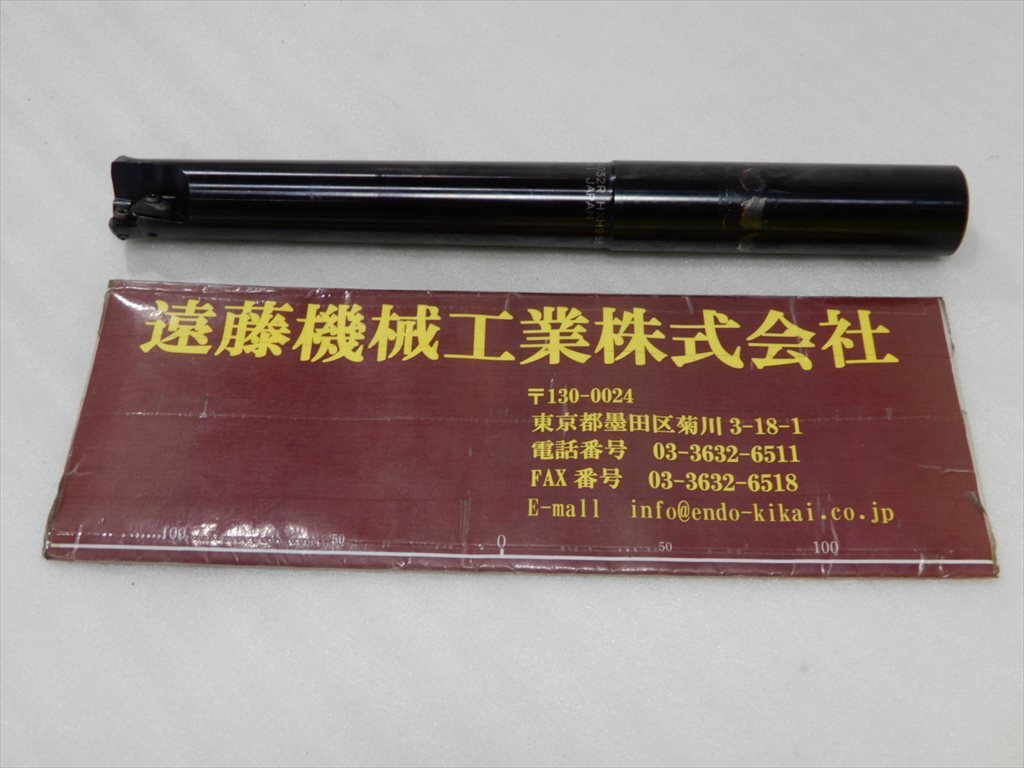 JAPAN
遠藤機械工業株式会社
〒130-0024
東京都墨田区菊川 3-18-1
電話番号 03-3632-6511
FAX 番号 03-3632-6518
E-mall info@endo-kikai.co.jp
100 50 0 50 100